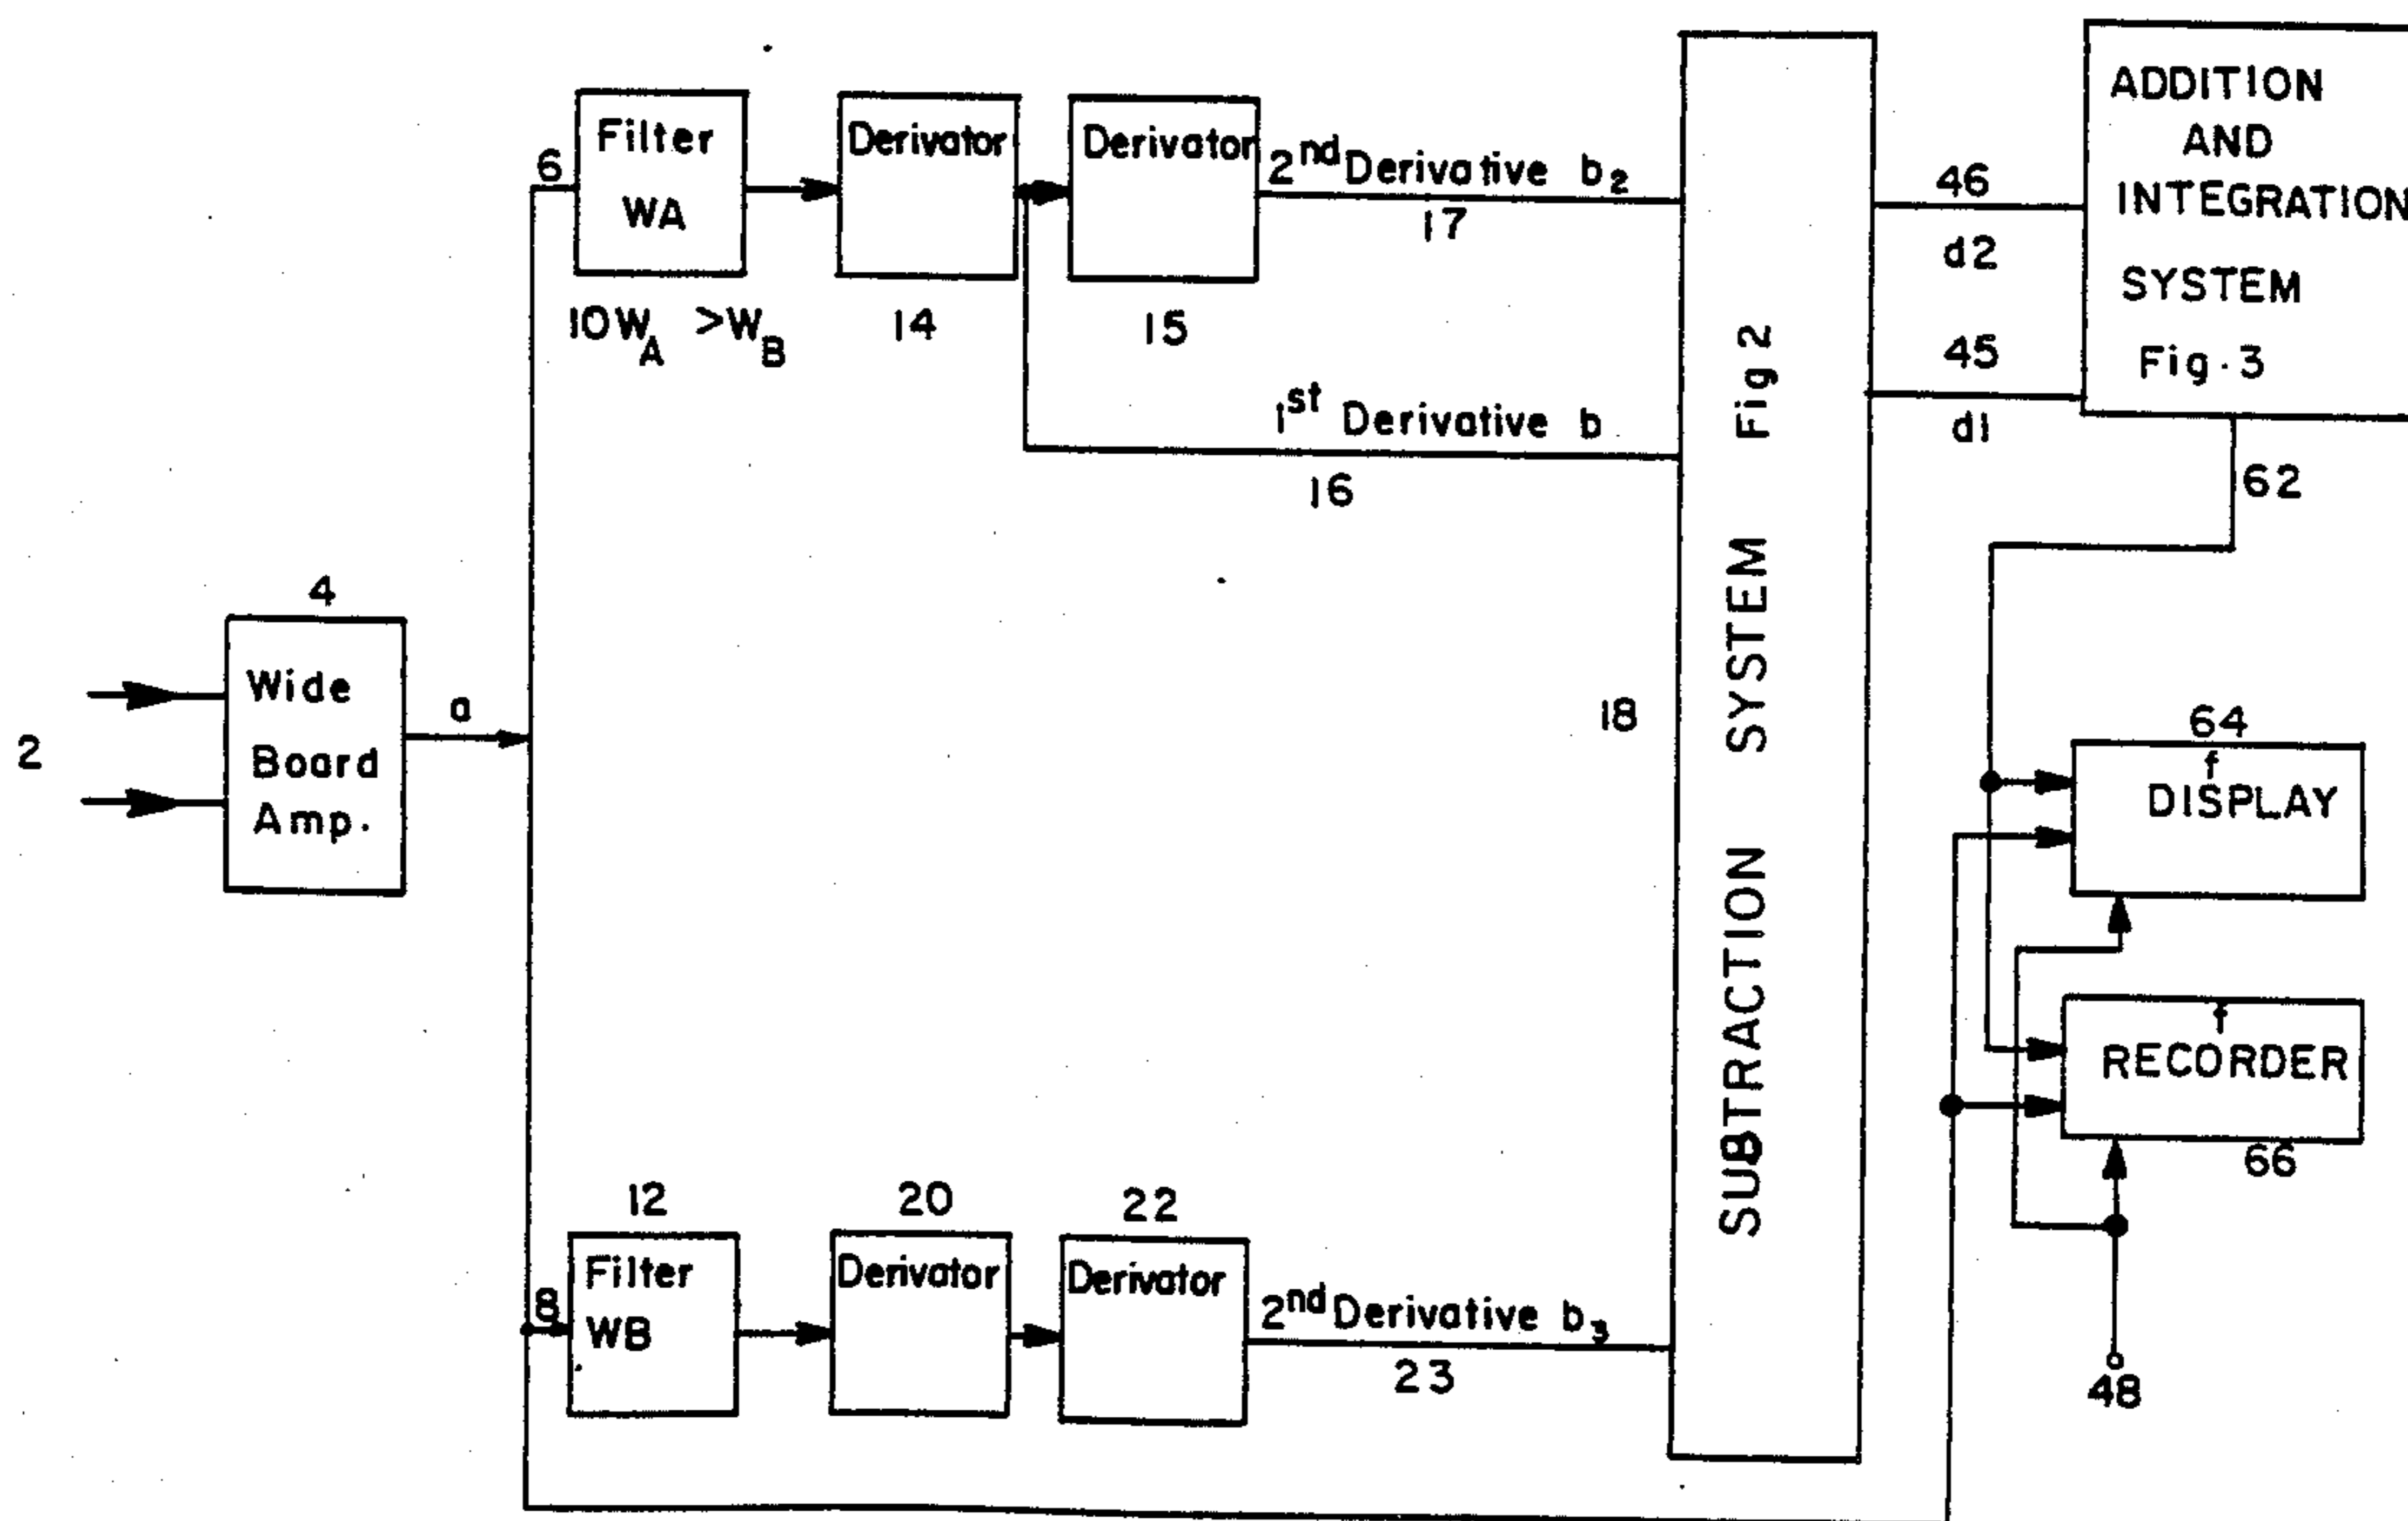 Filter
WA
6
10WA >WB
Derivator
14
Derivator
15
2nd Derivative b2
17
1st Derivative b
16
SUBTRACTION SYSTEM Fig 2
18
46
d2
45
d1
ADDITION
AND
INTEGRATION
SYSTEM
Fig. 3
62
4
Wide
Board
Amp.
2
a
64
f
DISPLAY
f
RECORDER
66
48
12
8
Filter
WB
20
Derivator
22
Derivator
2nd Derivative b3
23